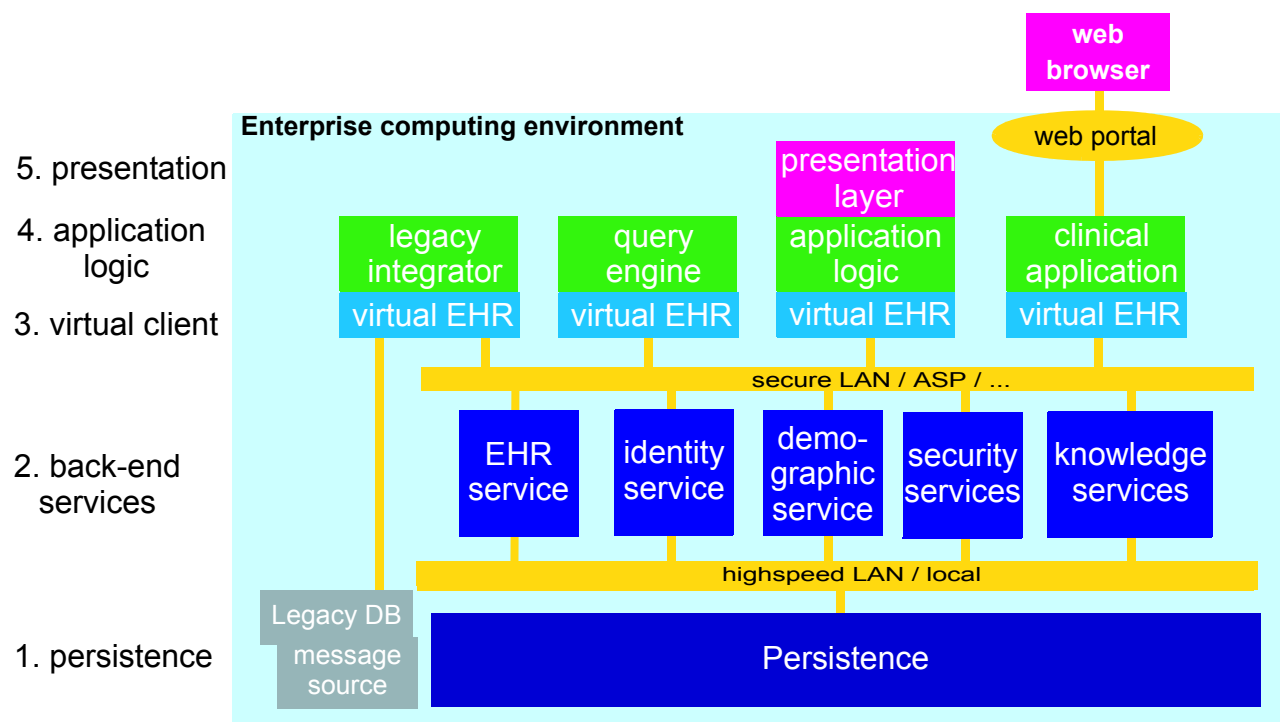 web
browser
Enterprise computing environment
web portal
5. presentation
presentation
layer
4. application
logic
legacy
integrator
query
engine
application
logic
clinical
application
3. virtual client
virtual EHR
virtual EHR
virtual EHR
virtual EHR
secure LAN / ASP / ...
2. back-end
services
EHR
service
identity
service
demo-
graphic
service
security
services
knowledge
services
highspeed LAN / local
1. persistence
Legacy DB
message
source
Persistence